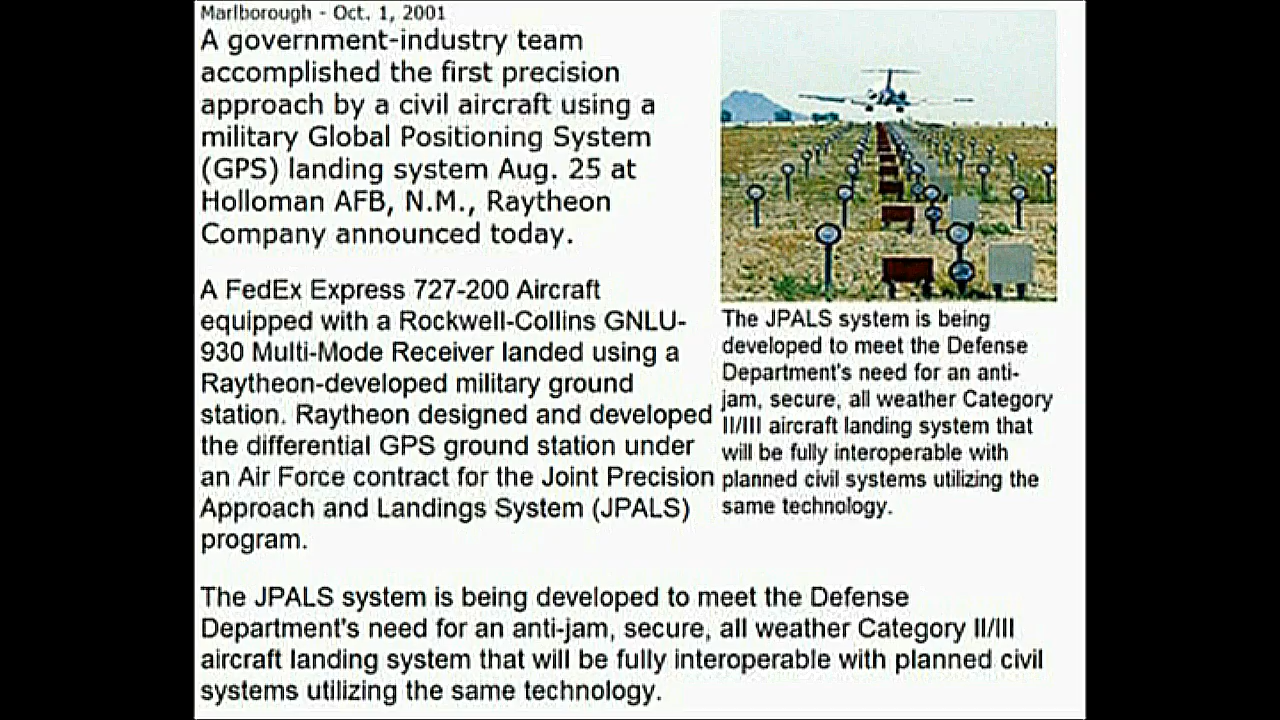 Marlborough - Oct. 1, 2001
A government-industry team
accomplished the first precision
approach by a civil aircraft using a
military Global Positioning System
(GPS) landing system Aug. 25 at
Holloman AFB, N.M., Raytheon
Company announced today.
A FedEx Express 727-200 Aircraft
equipped with a Rockwell-Collins GNLU-
930 Multi-Mode Receiver landed using a
Raytheon-developed military ground
station. Raytheon designed and developed
the differential GPS ground station under
an Air Force contract for the Joint Precision
Approach and Landings System (JPALS)
program.
The JPALS system is being
developed to meet the Defense
Department's need for an anti-
jam, secure, all weather Category
II/III aircraft landing system that
will be fully interoperable with
planned civil systems utilizing the
same technology.
The JPALS system is being developed to meet the Defense
Department's need for an anti-jam, secure, all weather Category II/III
aircraft landing system that will be fully interoperable with planned civil
systems utilizing the same technology.